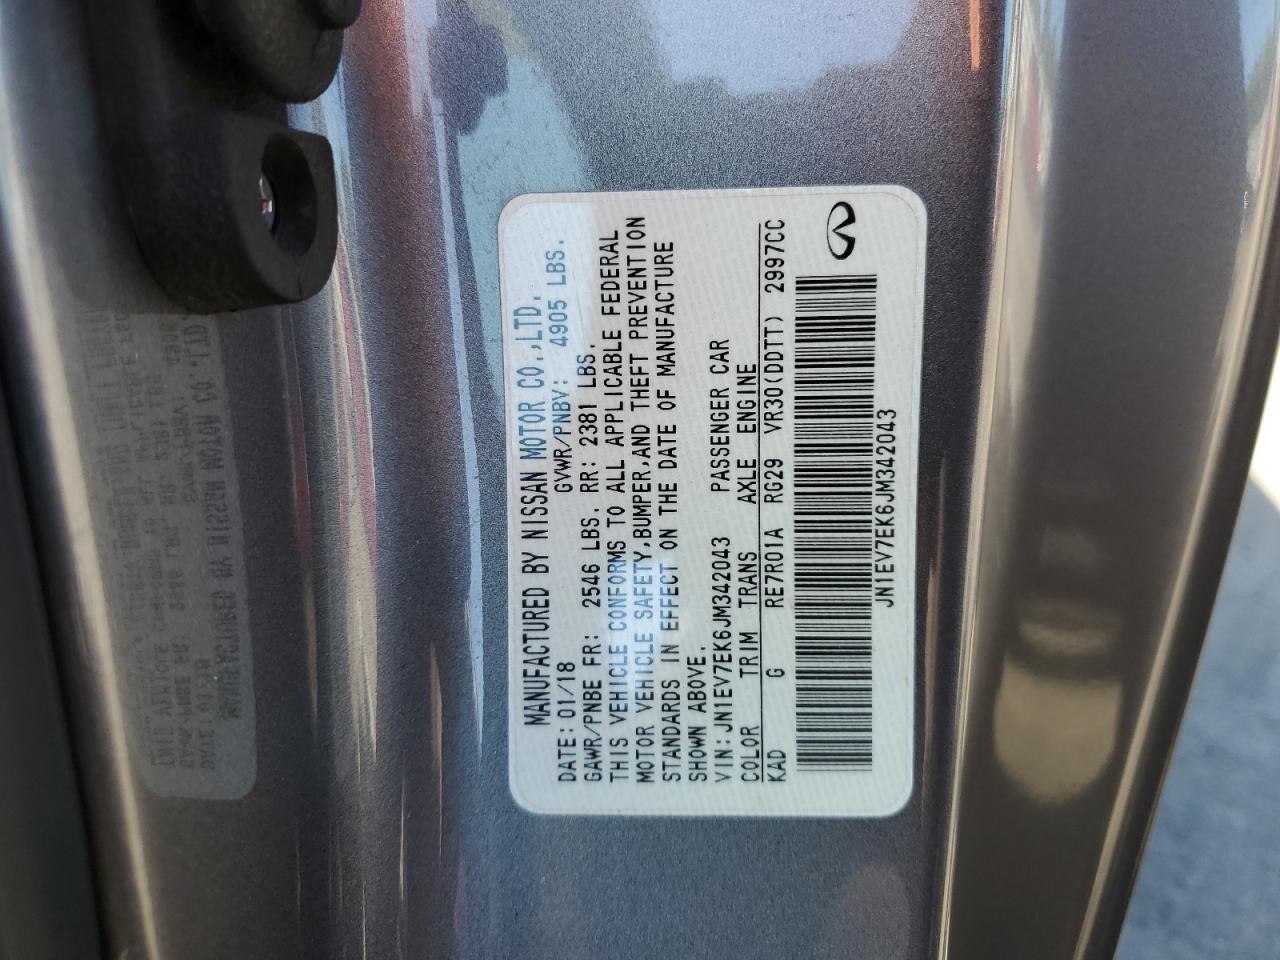 MANUFACTURED BY NISSAN MOTOR CO.,LTD.
DATE: 01/18 GVWR/PNBV: 4905 LBS.
GAWR/PNBE FR: 2546 LBS. RR: 2381 LBS.
THIS VEHICLE CONFORMS TO ALL APPLICABLE FEDERAL
MOTOR VEHICLE SAFETY,BUMPER,AND THEFT PREVENTION
STANDARDS IN EFFECT ON THE DATE OF MANUFACTURE
SHOWN ABOVE.
VIN:JN1EV7EK6JM342043 PASSENGER CAR
COLOR TRIM TRANS AXLE ENGINE
KAD G RE7R01A RG29 VR30(DDTT) 2997CC
JN1EV7EK6JM342043